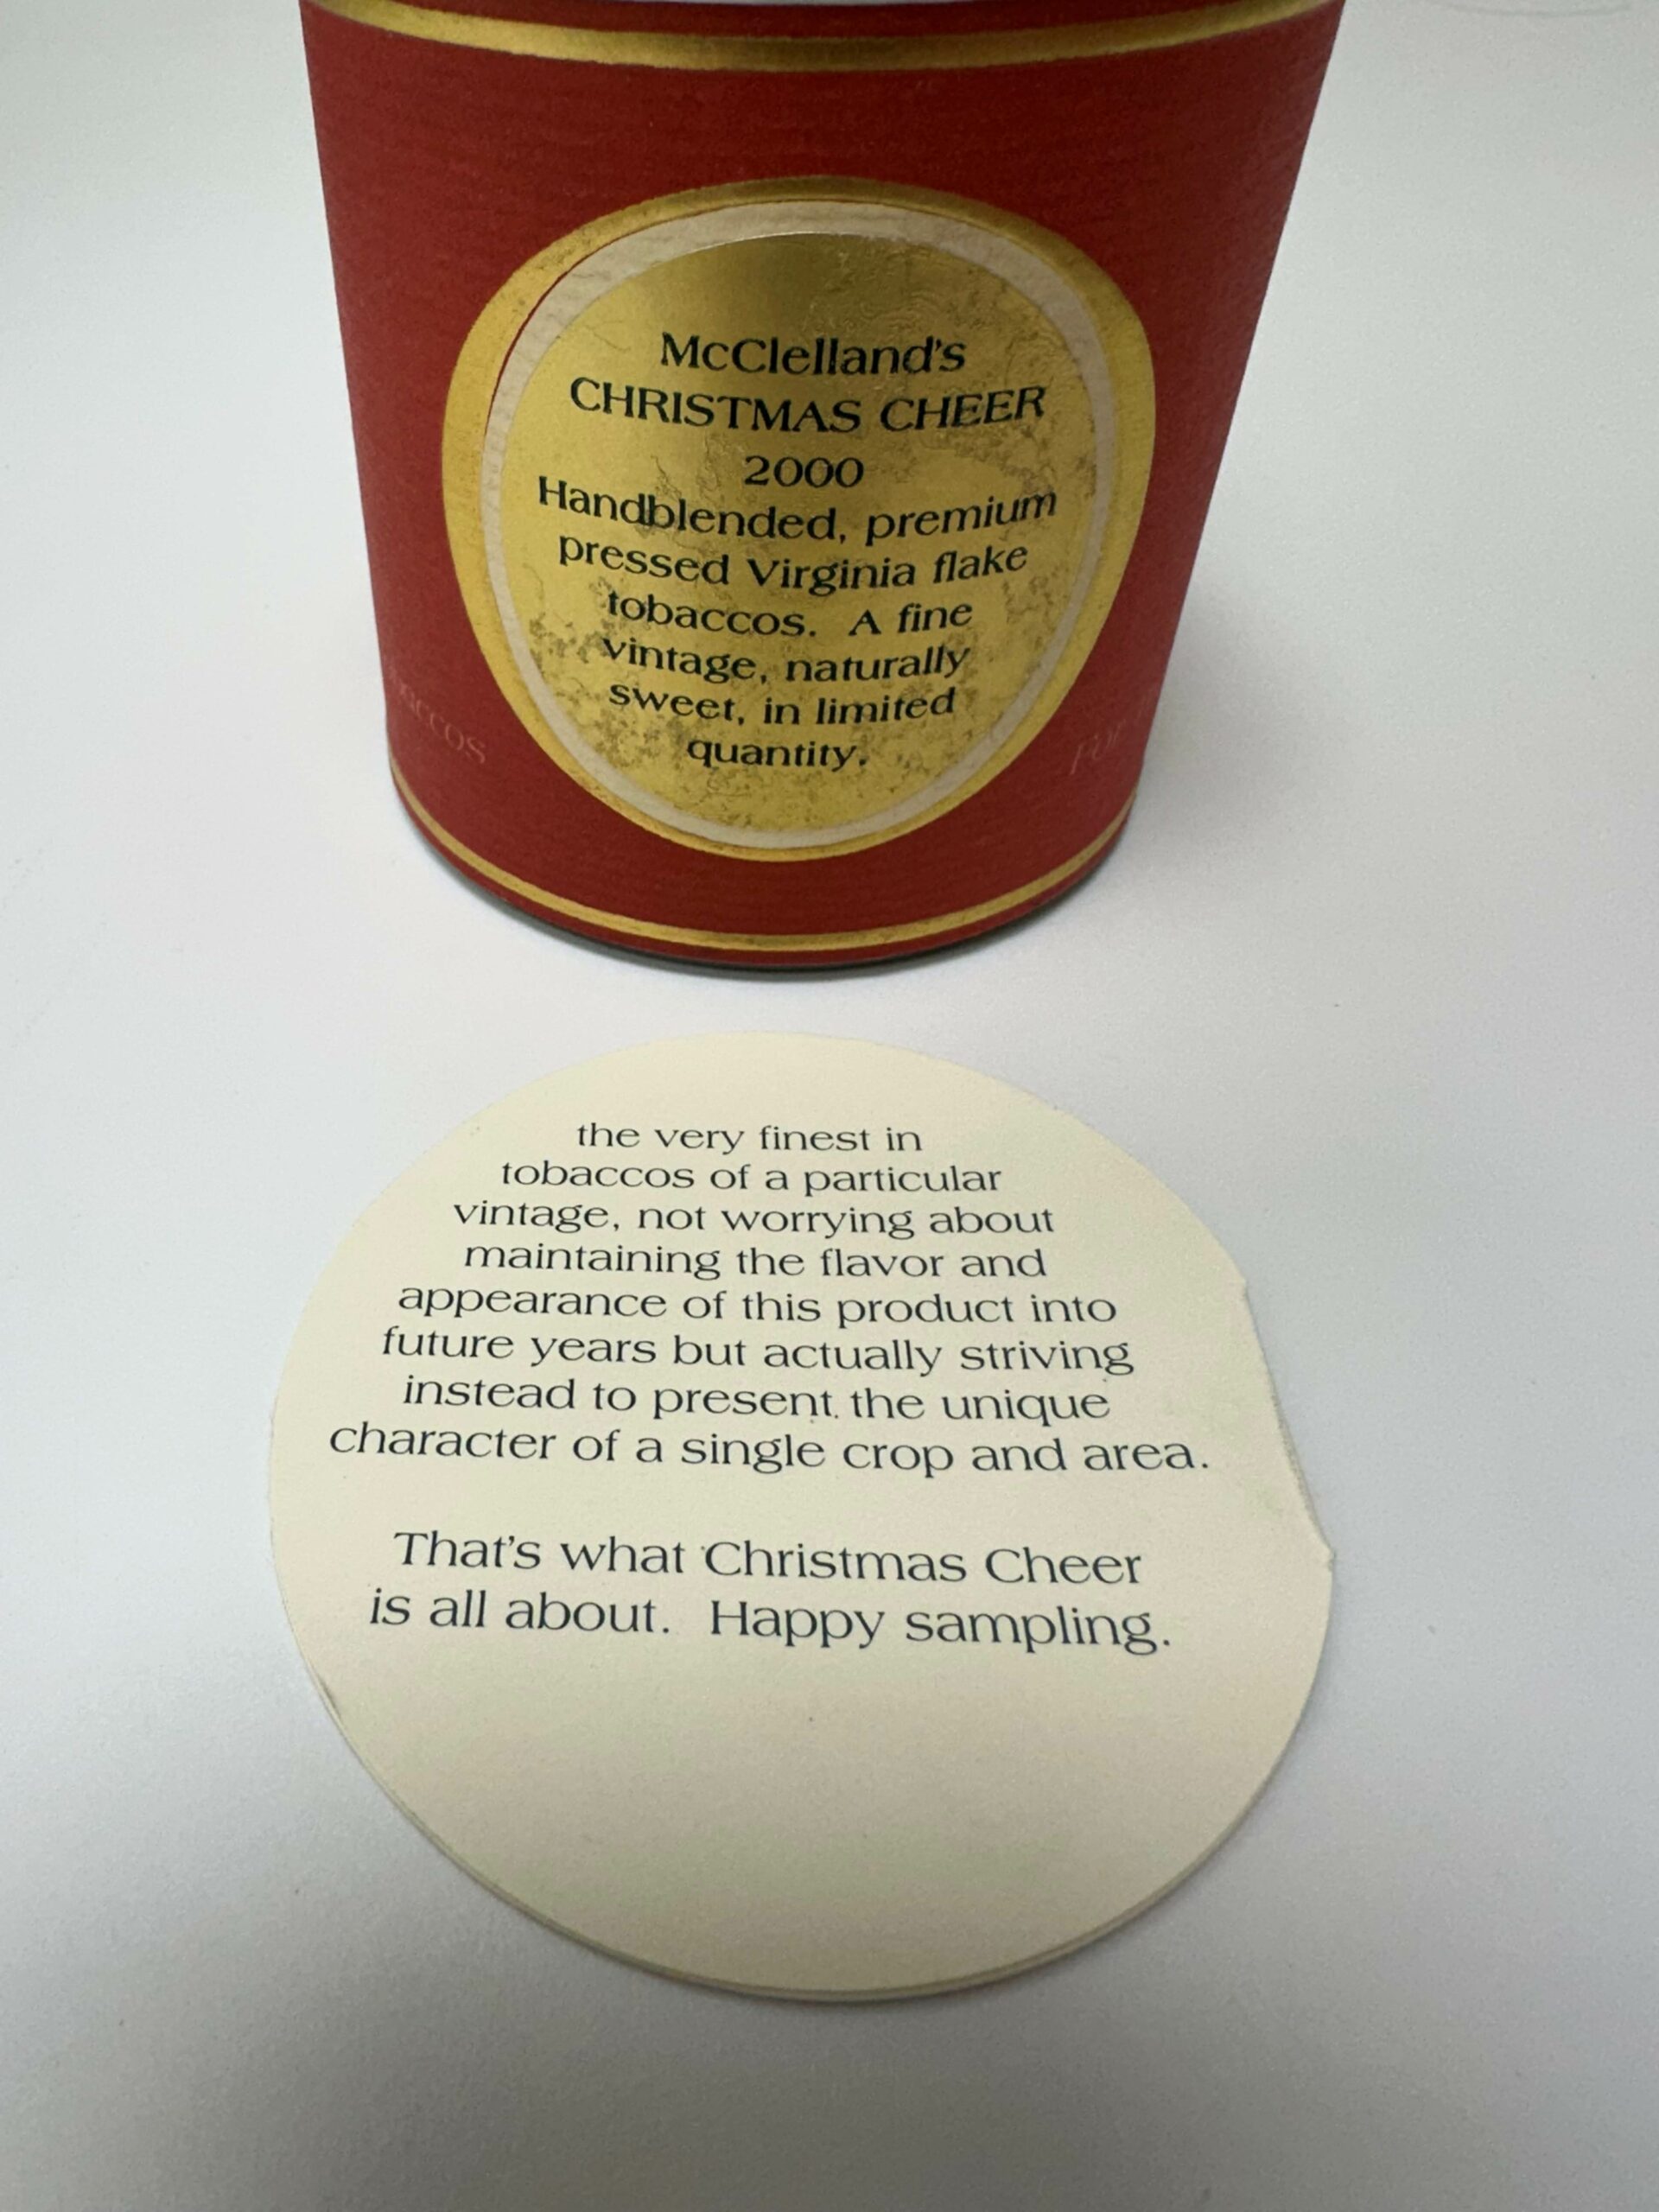 McClelland's
CHRISTMAS CHEER
2000
Handblended, premium
pressed Virginia flake
tobaccos. A fine
vintage, naturally
sweet, in limited
quantity.
the very finest in
tobaccos of a particular
vintage, not worrying about
maintaining the flavor and
appearance of this product into
future years but actually striving
instead to present the unique
character of a single crop and area.
That's what Christmas Cheer
is all about. Happy sampling.